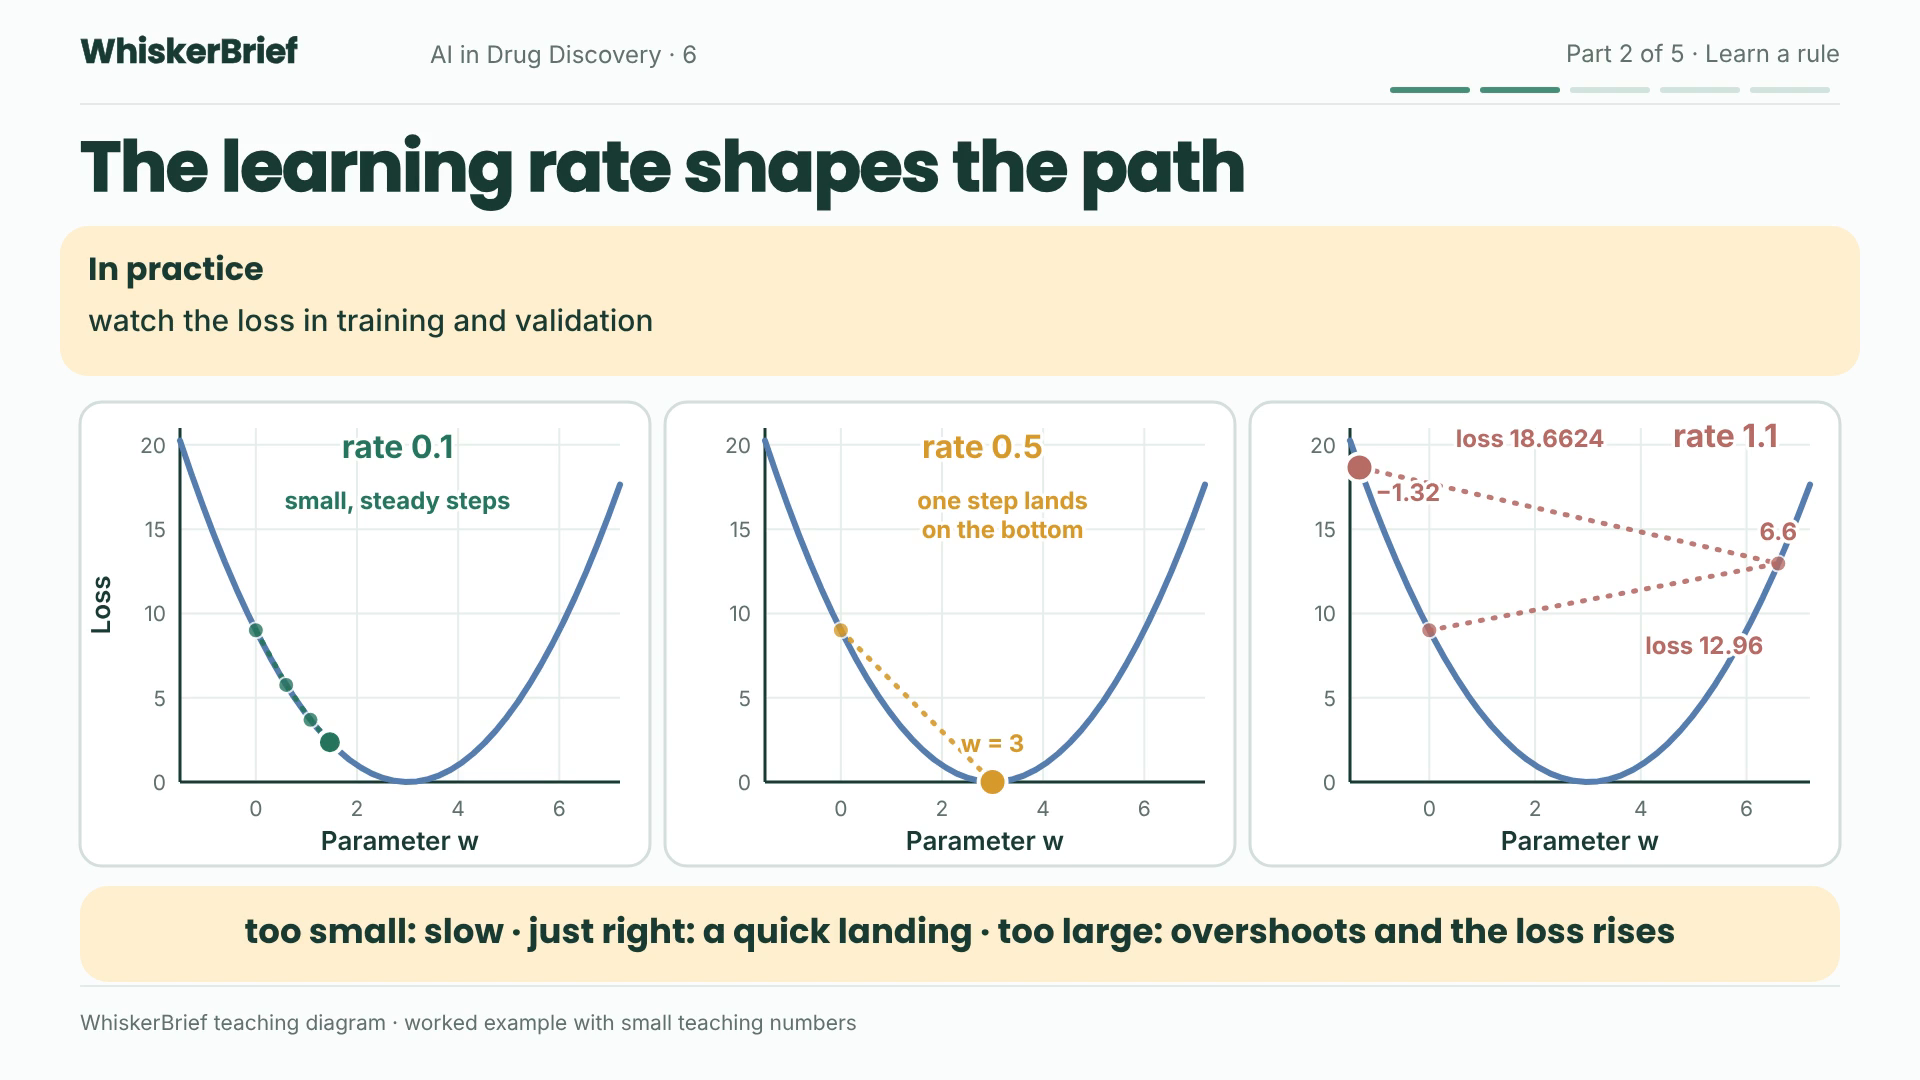 WhiskerBrief
AI in Drug Discovery · 6
Part 2 of 5 · Learn a rule
The learning rate shapes the path
In practice
watch the loss in training and validation
rate 0.1
small, steady steps
Loss
20
15
10
5
0
0 2 4 6
Parameter w
rate 0.5
one step lands
on the bottom
w = 3
20
15
10
5
0
0 2 4 6
Parameter w
loss 18.6624
rate 1.1
−1.32
6.6
loss 12.96
20
15
10
5
0
0 2 4 6
Parameter w
too small: slow · just right: a quick landing · too large: overshoots and the loss rises
WhiskerBrief teaching diagram · worked example with small teaching numbers